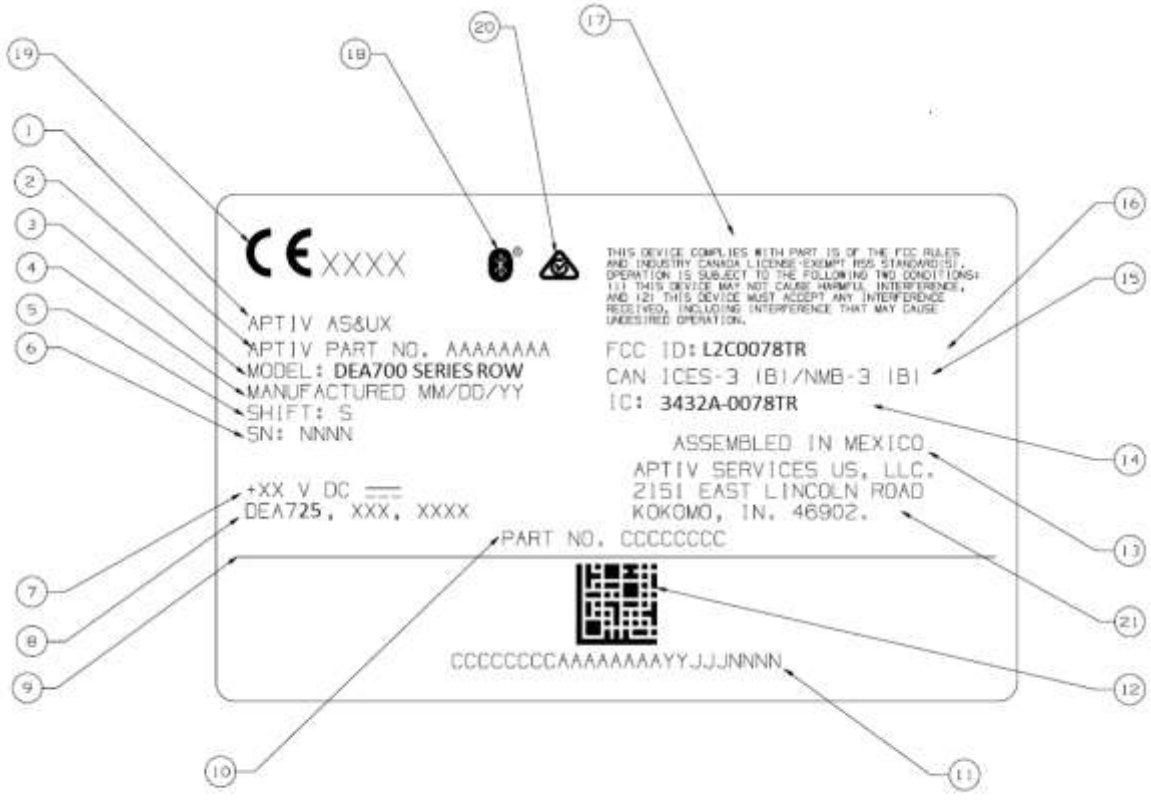 19
18
20
17
1
2
3
4
5
6
7
8
9
10
11
12
13
14
15
16
21
CE XXXX
®
THIS DEVICE COMPLIES WITH PART 15 OF THE FCC RULES
AND INDUSTRY CANADA LICENSE-EXEMPT RSS STANDARD(S).
OPERATION IS SUBJECT TO THE FOLLOWING TWO CONDITIONS:
(1) THIS DEVICE MAY NOT CAUSE HARMFUL INTERFERENCE,
AND (2) THIS DEVICE MUST ACCEPT ANY INTERFERENCE
RECEIVED, INCLUDING INTERFERENCE THAT MAY CAUSE
UNDESIRED OPERATION.
APTIV AS&UX
APTIV PART NO. AAAAAAAA
MODEL: DEA700 SERIES ROW
MANUFACTURED MM/DD/YY
SHIFT: S
SN: NNNN
FCC ID: L2C0078TR
CAN ICES-3 (B)/NMB-3 (B)
IC: 3432A-0078TR
ASSEMBLED IN MEXICO
APTIV SERVICES US, LLC.
2151 EAST LINCOLN ROAD
KOKOMO, IN. 46902.
+XX V DC
DEA725, XXX, XXXX
PART NO. CCCCCCCC
CCCCCCCCAAAAAAAAYYJJJNNNN